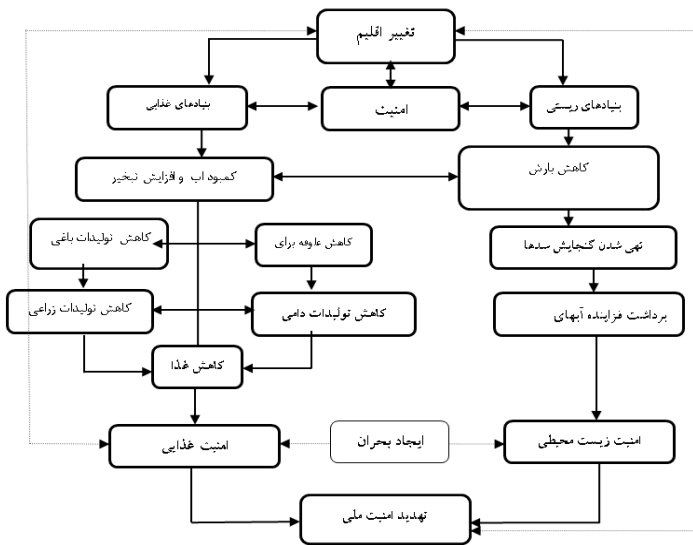 تغییر اقلیم
بنیادهای غذایی
امنیت
بنیادهای زیستی
کمبود اب و افزایش تبخیر
کاهش بارش
کاهش تولیدات باغی
کاهش علوفه برای
تهی شدن گنجایش سدها
کاهش تولیدات زراعی
کاهش تولیدات دامی
برداشت فزاینده آبهای
کاهش غذا
امنیت غذایی
ایجاد بحران
امنیت زیست محیطی
تهدید امنیت ملی